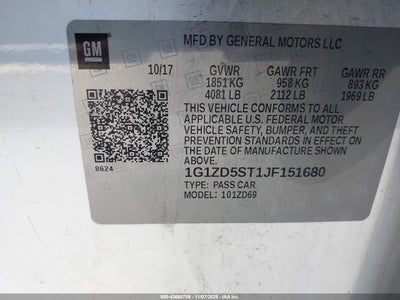 GM
MFD BY GENERAL MOTORS LLC
10/17 GVWR GAWR FRT GAWR RR
1851 KG 958 KG 893 KG
4081 LB 2112 LB 1969 LB
THIS VEHICLE CONFORMS TO ALL
APPLICABLE U.S. FEDERAL MOTOR
VEHICLE SAFETY, BUMPER, AND THEFT
PREVENTION STANDARDS IN EFFECT ON
THE DATE OF MANUFACTURE SHOWN
ABOVE.
8624
1G1ZD5ST1JF151680
TYPE: PASS CAR
MODEL: 101ZD69